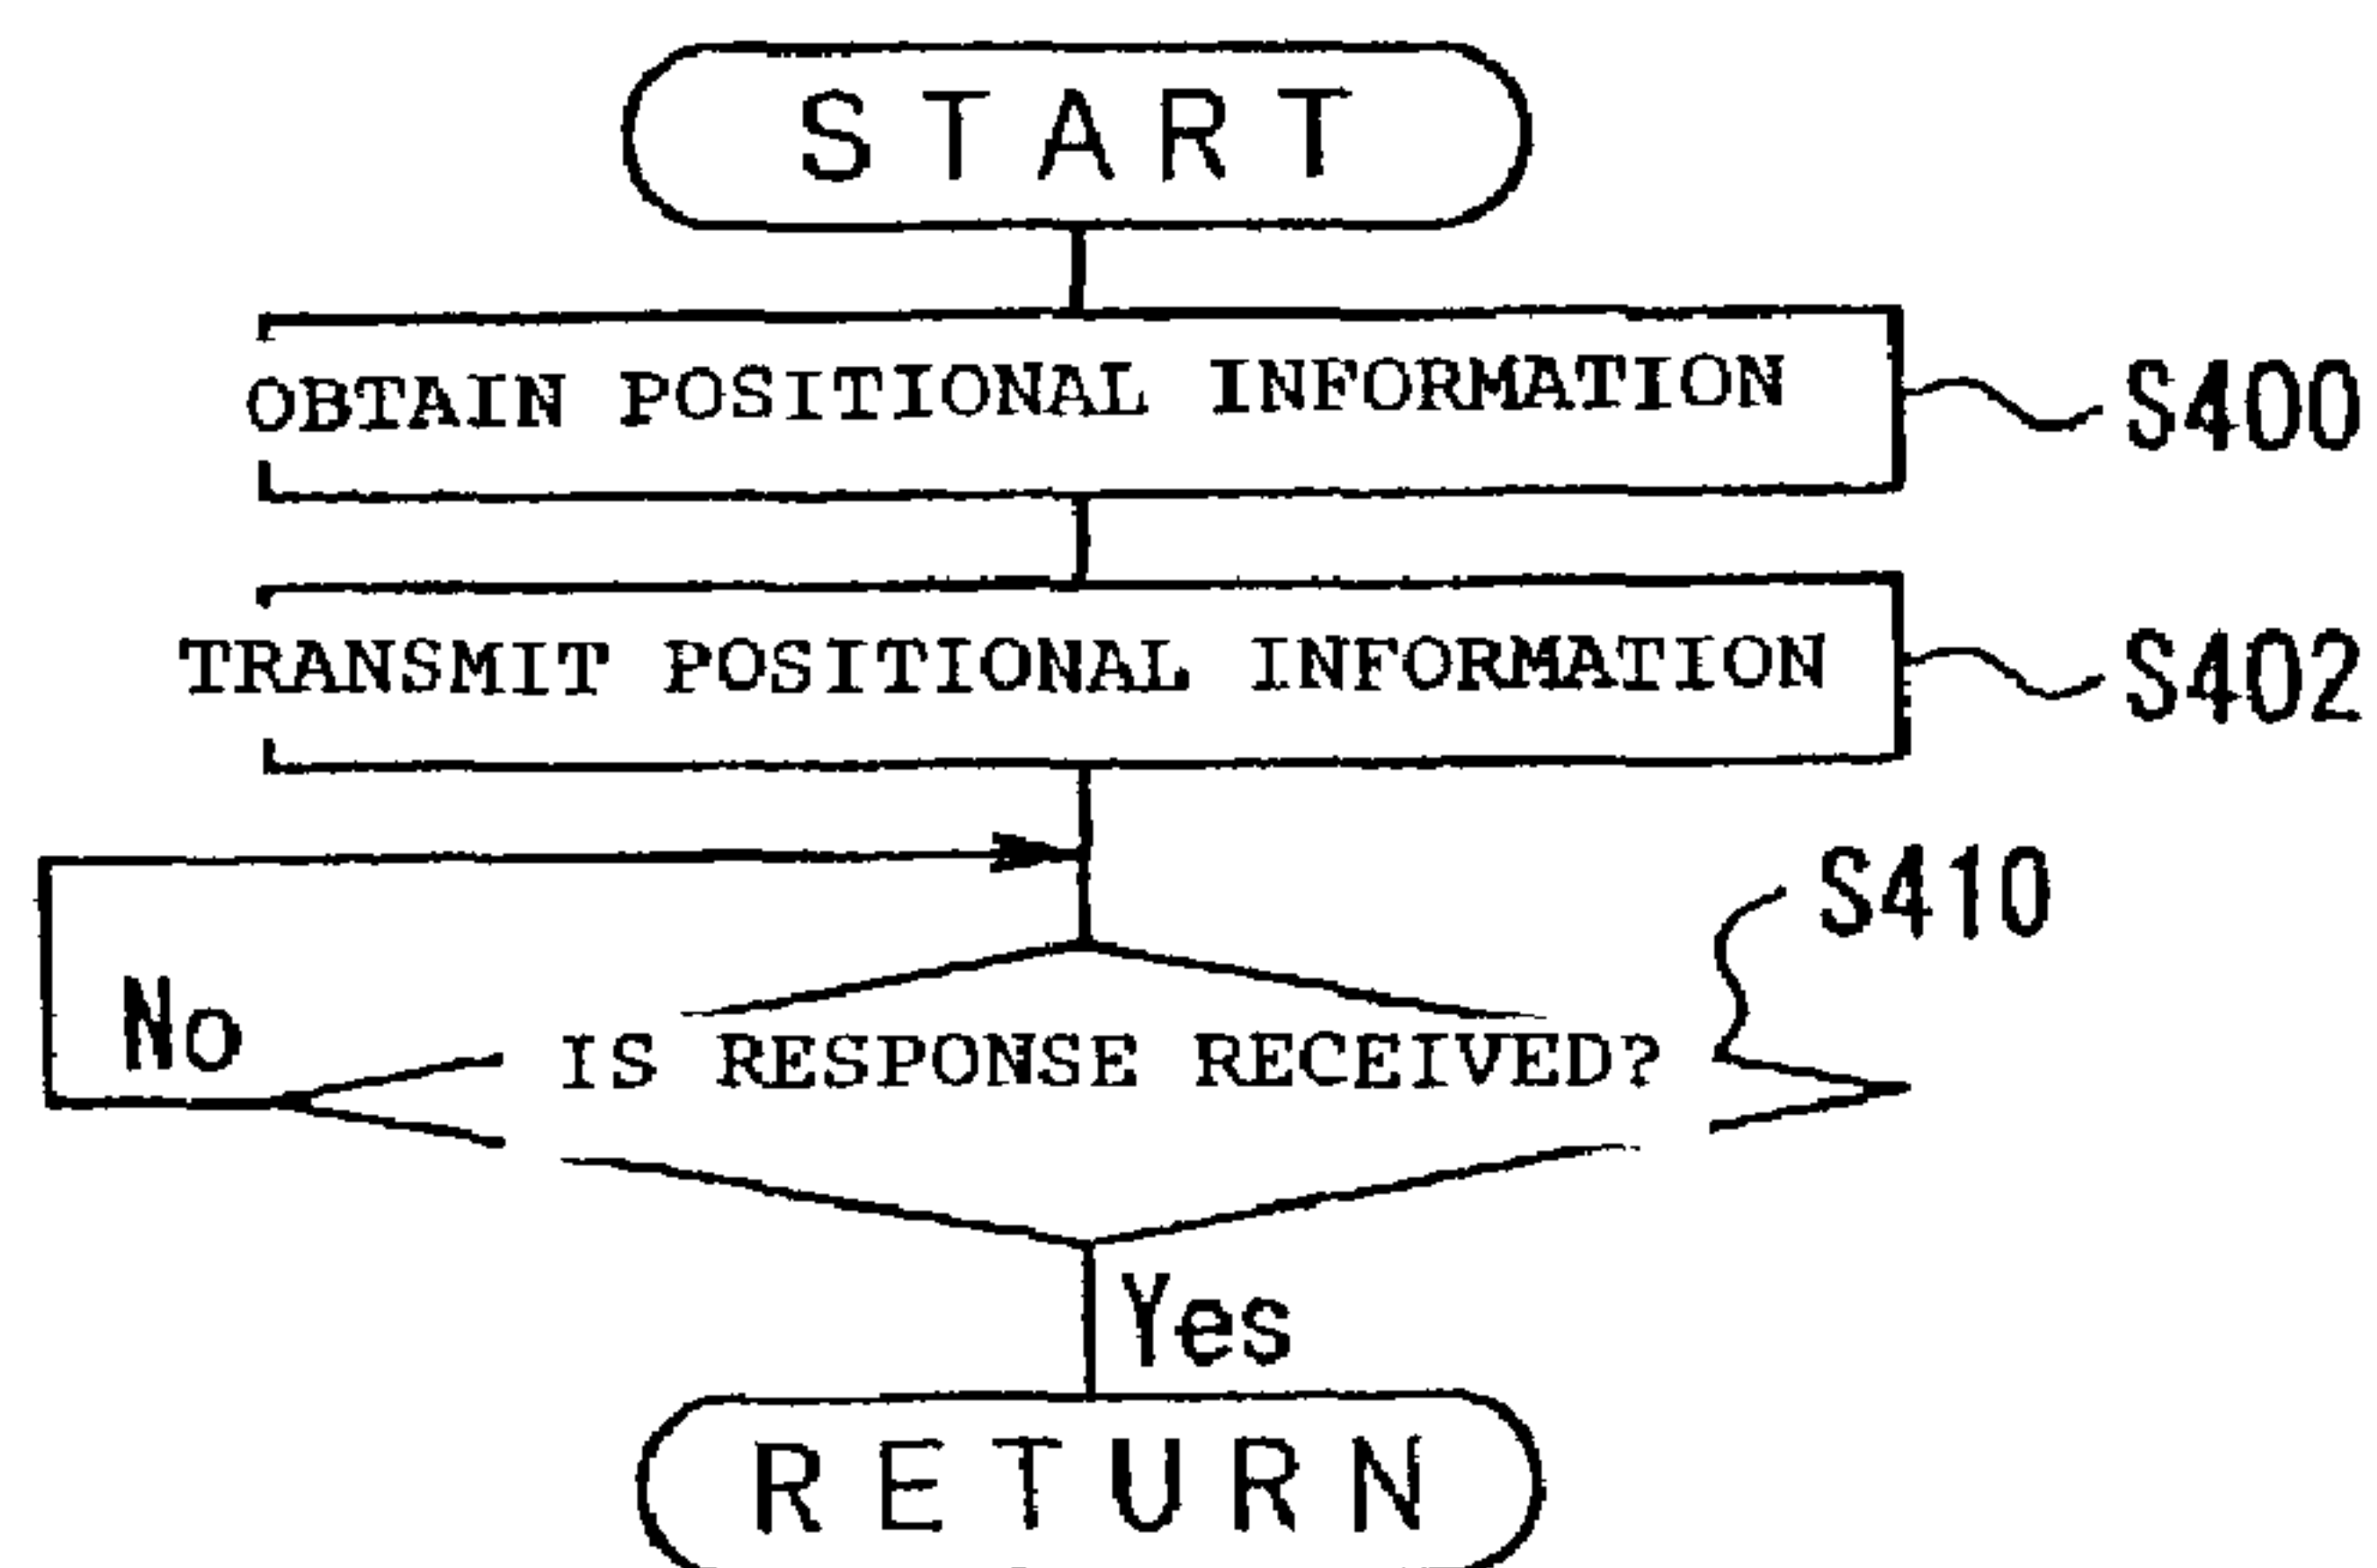 START
OBTAIN POSITIONAL INFORMATION
S400
TRANSMIT POSITIONAL INFORMATION
S402
S410
No
IS RESPONSE RECEIVED?
Yes
RETURN